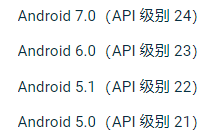 Android 7.0（API 级别 24）
Android 6.0（API 级别 23）
Android 5.1（API 级别 22）
Android 5.0（API 级别 21）